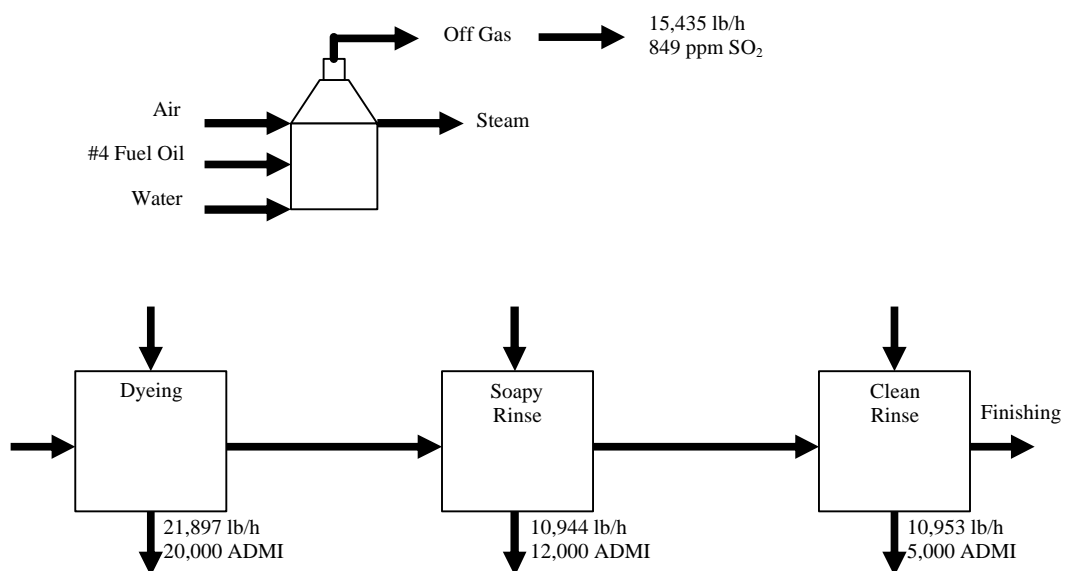 Off Gas
15,435 lb/h
849 ppm SO₂
Air
Steam
#4 Fuel Oil
Water
Dyeing
Soapy
Rinse
Clean
Rinse
Finishing
21,897 lb/h
20,000 ADMI
10,944 lb/h
12,000 ADMI
10,953 lb/h
5,000 ADMI